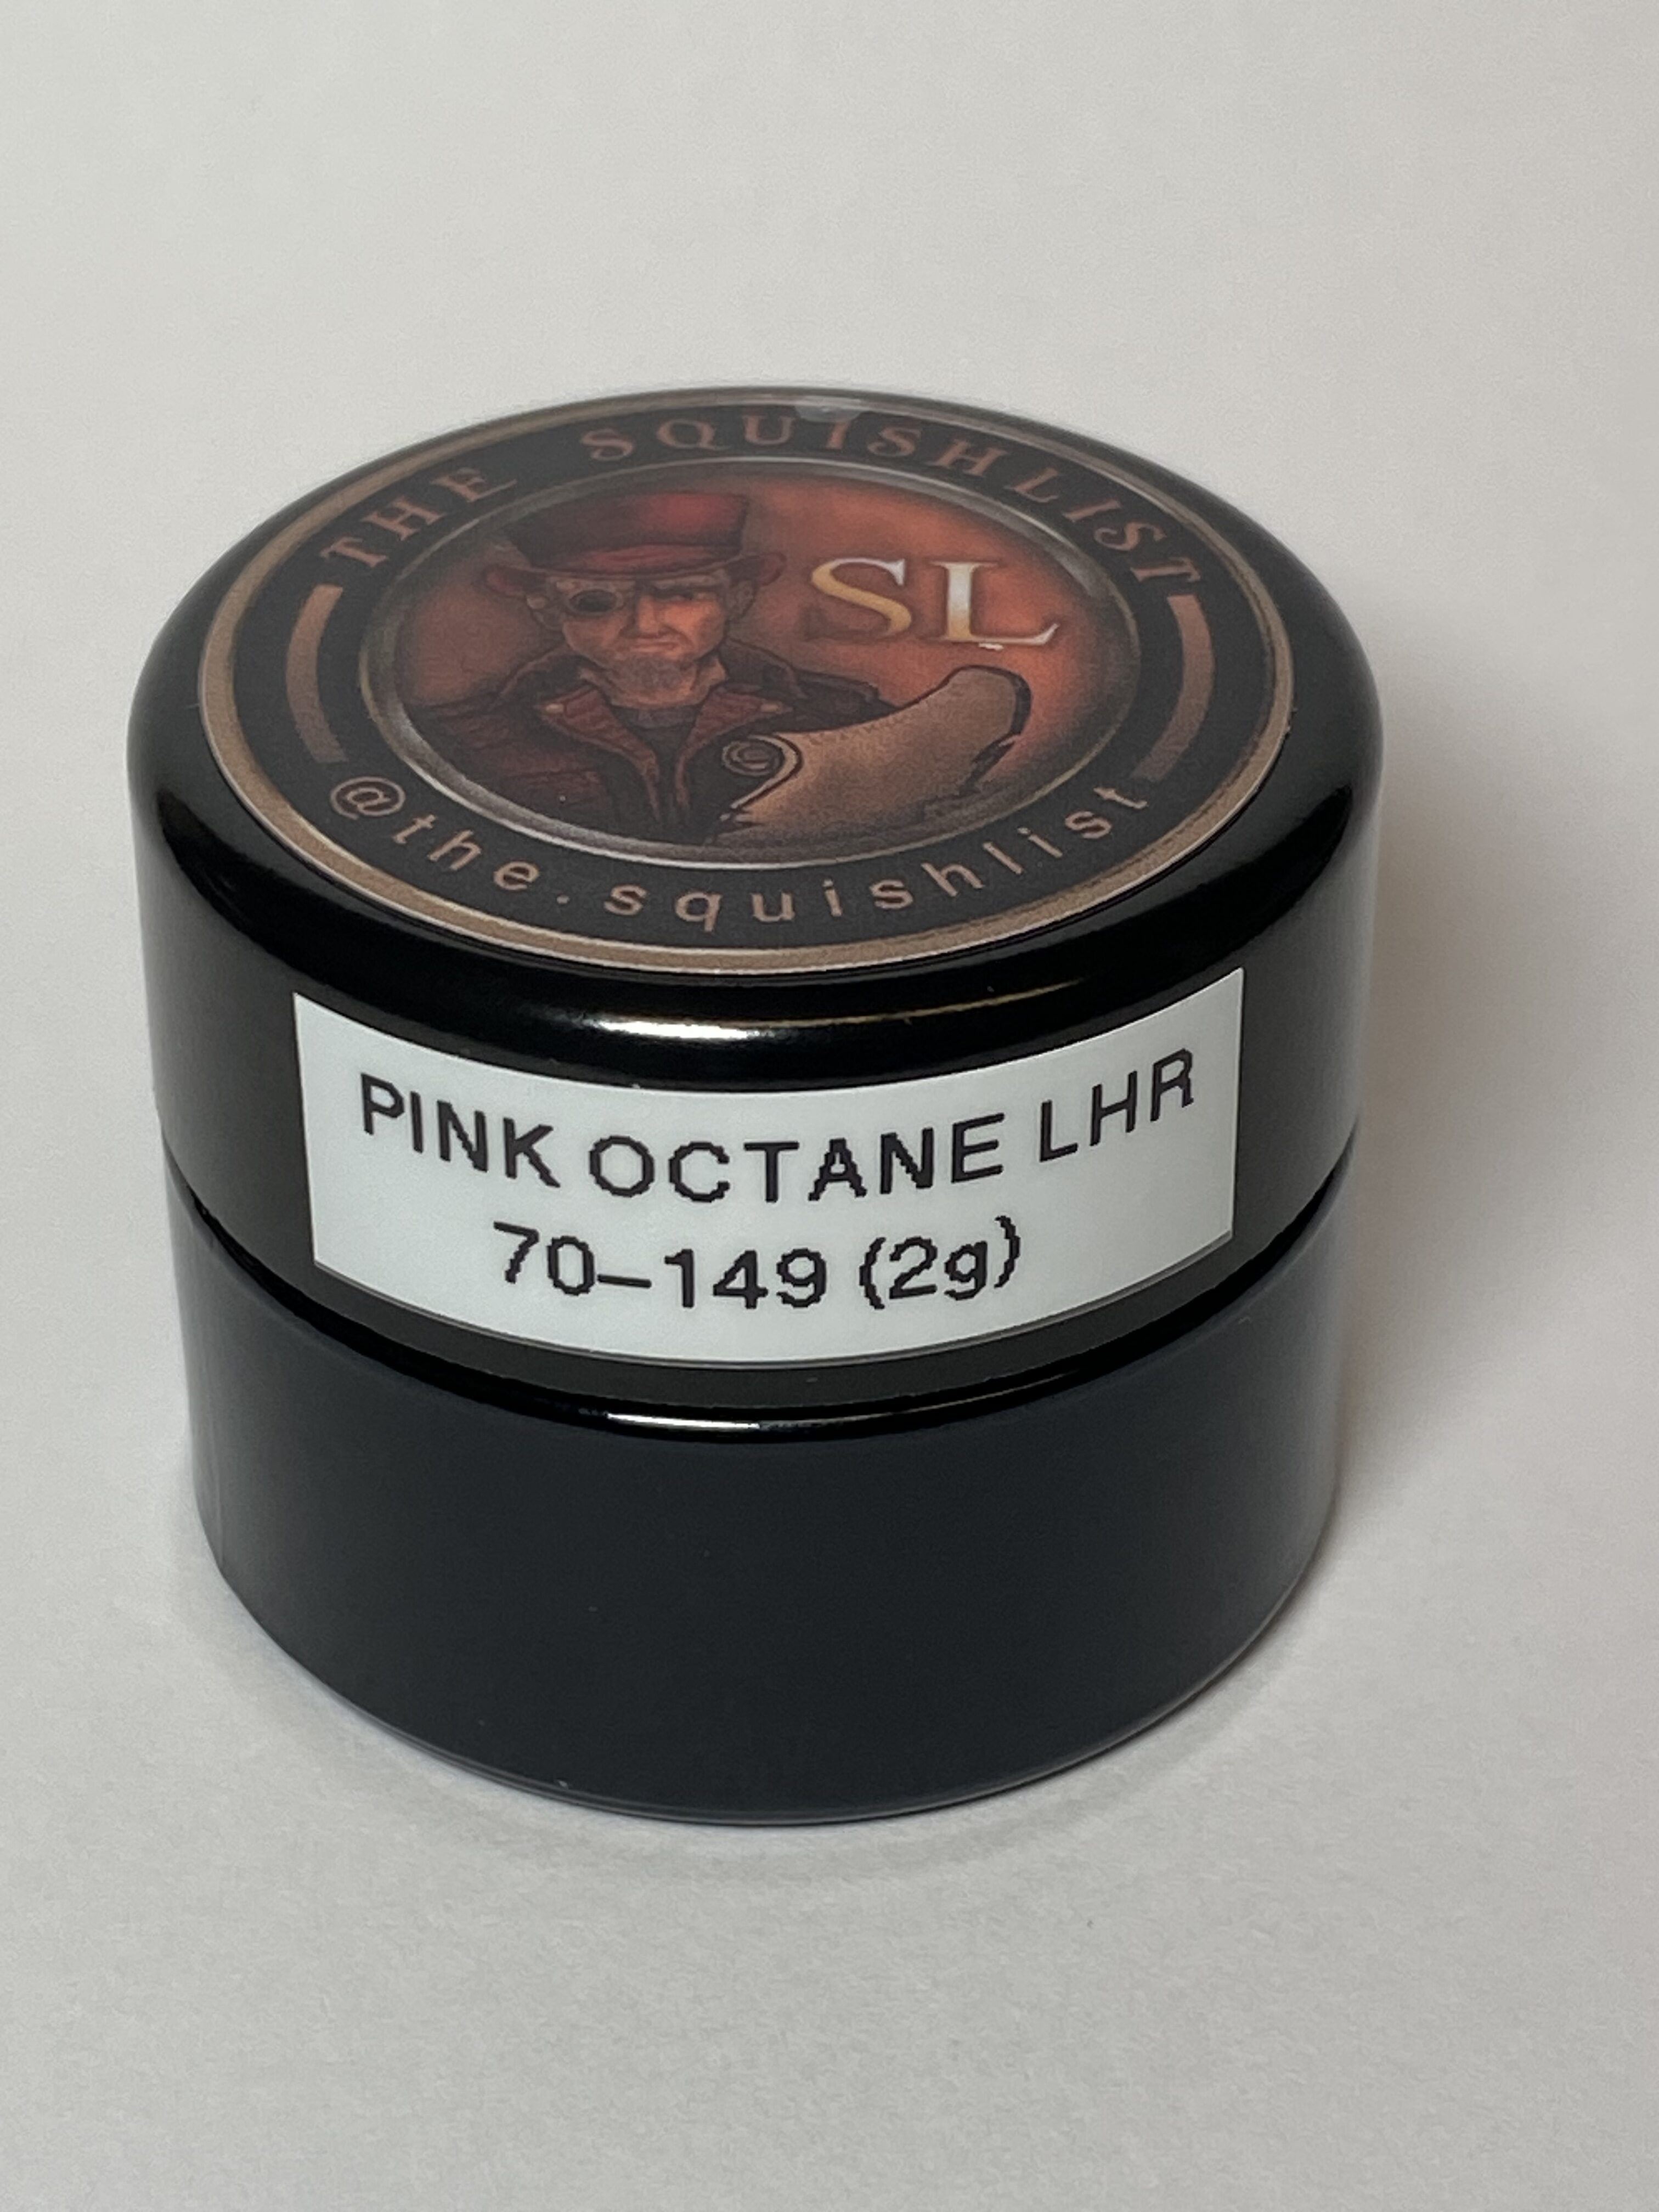 THE SQUISHLIST
SL
@the.squishlist
PINK OCTANE LHR
70-149 (2g)